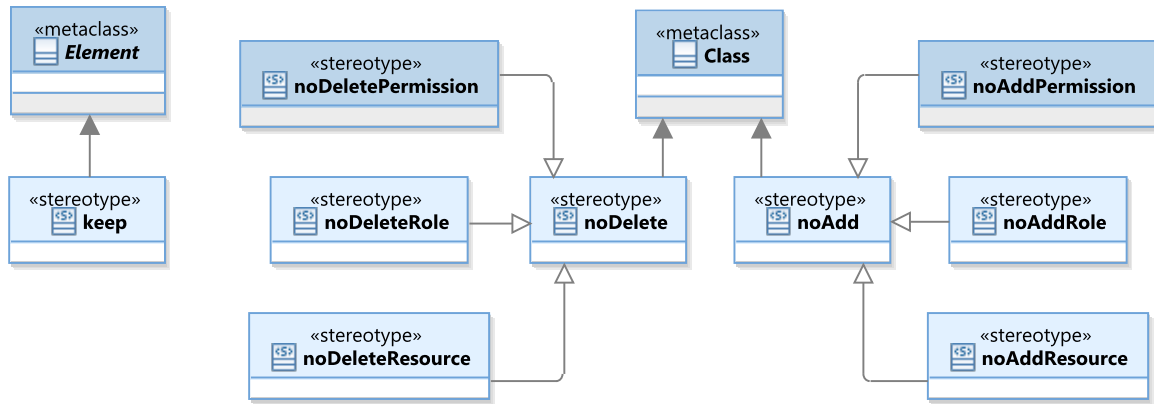 «metaclass»
Element
«stereotype»
keep
«stereotype»
noDeletePermission
«stereotype»
noDeleteRole
«stereotype»
noDeleteResource
«metaclass»
Class
«stereotype»
noDelete
«stereotype»
noAdd
«stereotype»
noAddPermission
«stereotype»
noAddRole
«stereotype»
noAddResource